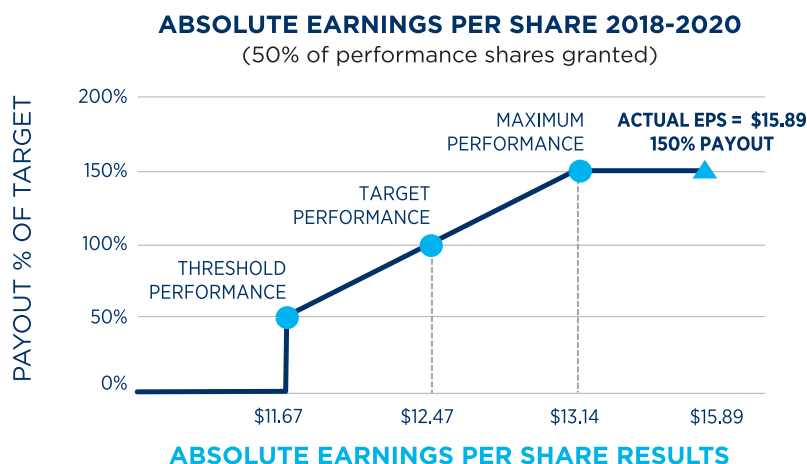 ABSOLUTE EARNINGS PER SHARE 2018-2020
(50% of performance shares granted)
PAYOUT % OF TARGET
200%
150%
100%
50%
0%
MAXIMUM
PERFORMANCE
ACTUAL EPS = $15.89
150% PAYOUT
TARGET
PERFORMANCE
THRESHOLD
PERFORMANCE
$11.67
$12.47
$13.14
$15.89
ABSOLUTE EARNINGS PER SHARE RESULTS